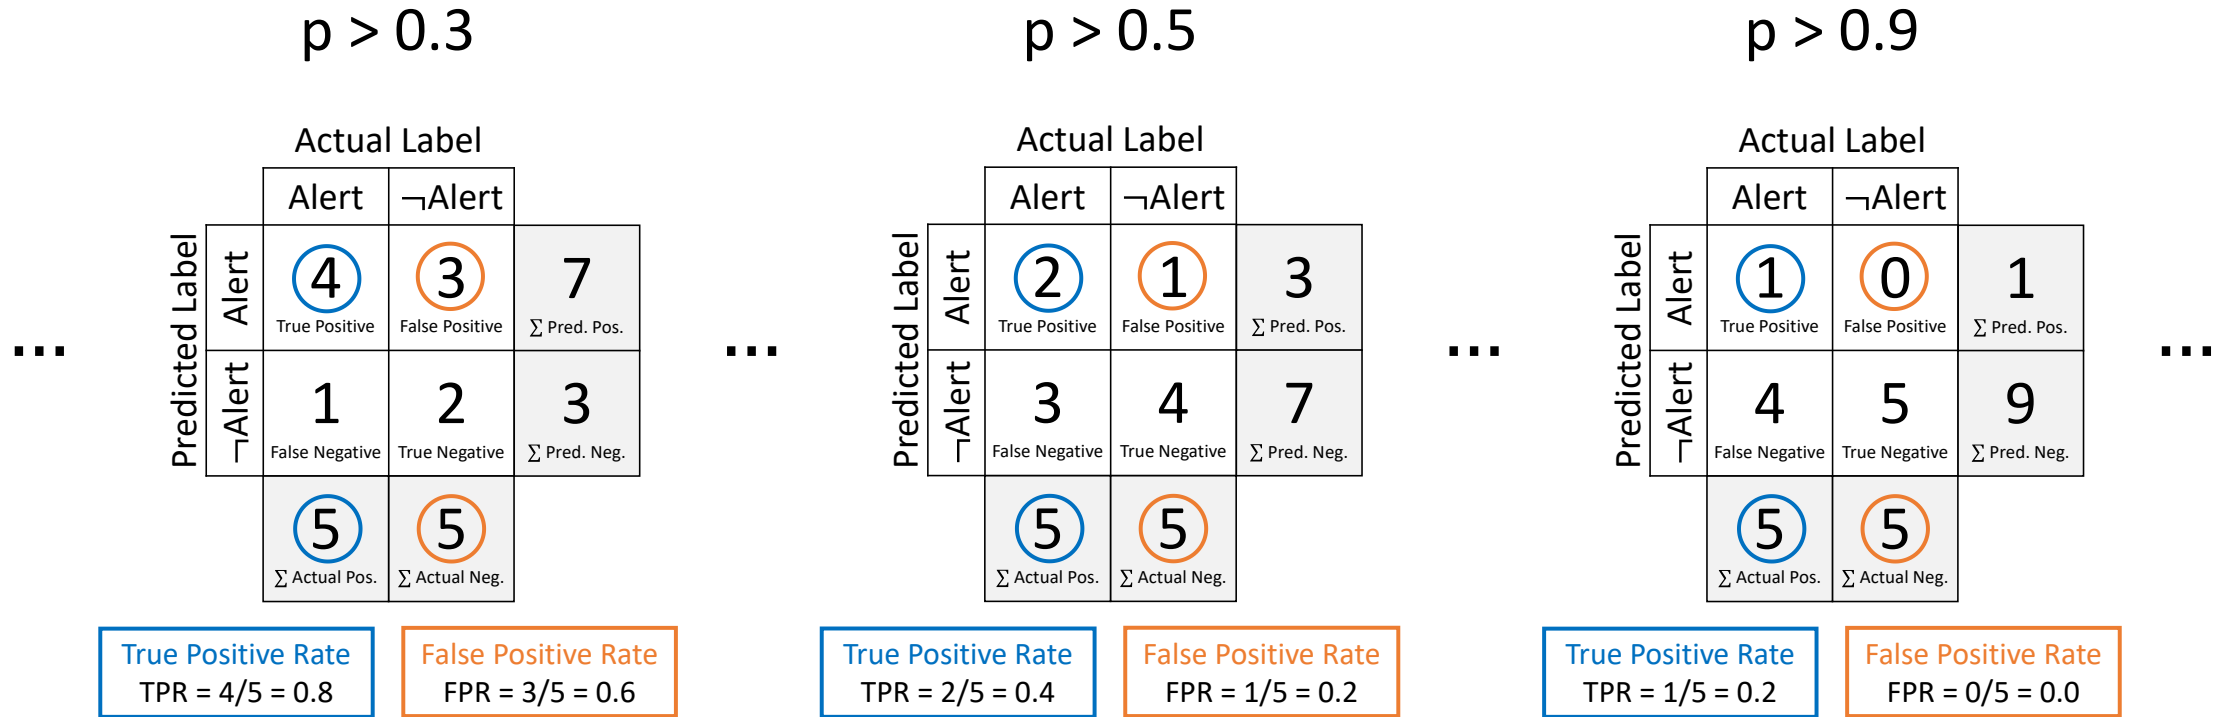 p > 0.3
Actual Label
Alert ¬Alert
Predicted Label
Alert
4 3 7
True Positive False Positive ∑ Pred. Pos.
¬Alert
1 2 3
False Negative True Negative ∑ Pred. Neg.
5 5
∑ Actual Pos. ∑ Actual Neg.
True Positive Rate
TPR = 4/5 = 0.8
False Positive Rate
FPR = 3/5 = 0.6
...
p > 0.5
Actual Label
Alert ¬Alert
Predicted Label
Alert
2 1 3
True Positive False Positive ∑ Pred. Pos.
¬Alert
3 4 7
False Negative True Negative ∑ Pred. Neg.
5 5
∑ Actual Pos. ∑ Actual Neg.
True Positive Rate
TPR = 2/5 = 0.4
False Positive Rate
FPR = 1/5 = 0.2
...
p > 0.9
Actual Label
Alert ¬Alert
Predicted Label
Alert
1 0 1
True Positive False Positive ∑ Pred. Pos.
¬Alert
4 5 9
False Negative True Negative ∑ Pred. Neg.
5 5
∑ Actual Pos. ∑ Actual Neg.
True Positive Rate
TPR = 1/5 = 0.2
False Positive Rate
FPR = 0/5 = 0.0
...
...